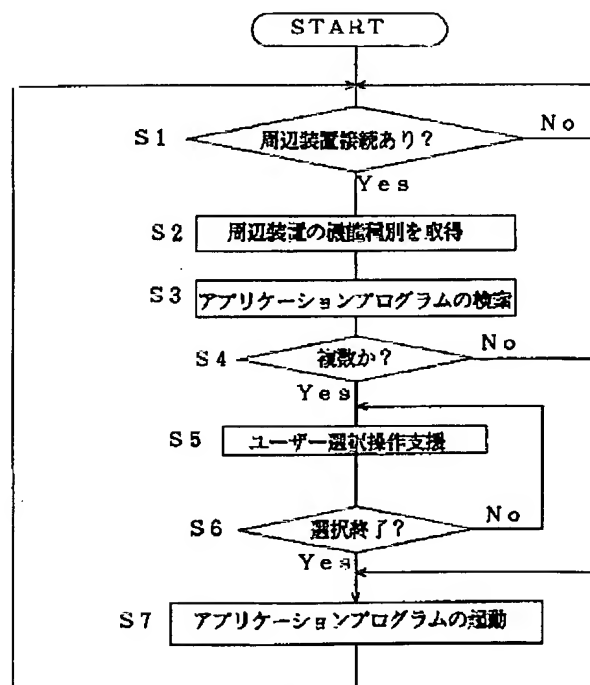 START
S1 周辺装置接続あり？ No
Yes
S2 周辺装置の機能種別を取得
S3 アプリケーションプログラムの検索
S4 複数か？ No
Yes
S5 ユーザー選択操作支援
S6 選択終了？ No
Yes
S7 アプリケーションプログラムの起動